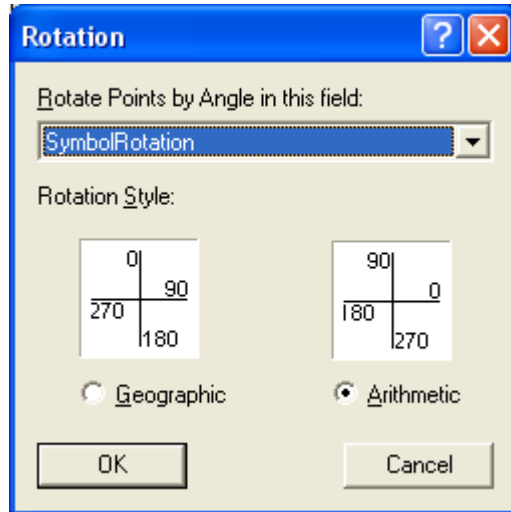 Rotation
Rotate Points by Angle in this field:
SymbolRotation
Rotation Style:
0
90
270
180
90
0
180
270
Geographic
Arithmetic
OK
Cancel